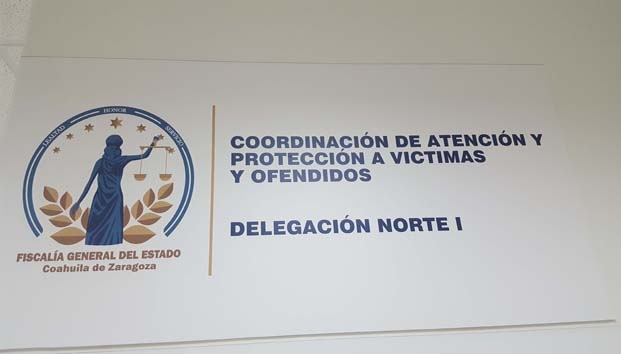 LEALTAD HONOR SERVICIO
FISCALÍA GENERAL DEL ESTADO
Coahuila de Zaragoza
COORDINACIÓN DE ATENCIÓN Y
PROTECCIÓN A VICTIMAS
Y OFENDIDOS
DELEGACIÓN NORTE I